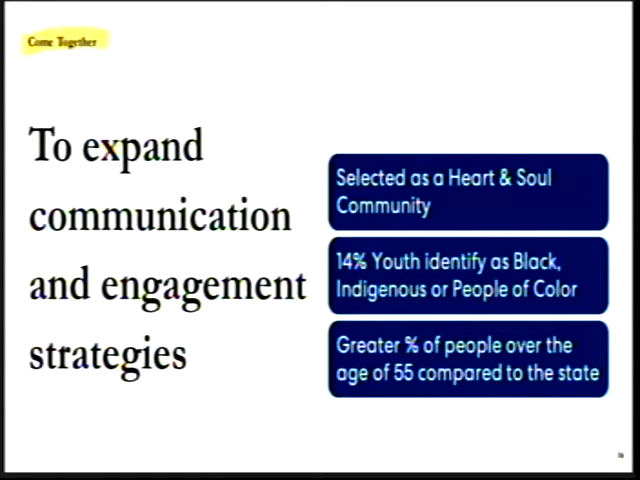 Come Together
To expand
communication
and engagement
strategies
Selected as a Heart & Soul
Community
14% Youth identify as Black,
Indigenous or People of Color
Greater % of people over the
age of 55 compared to the state